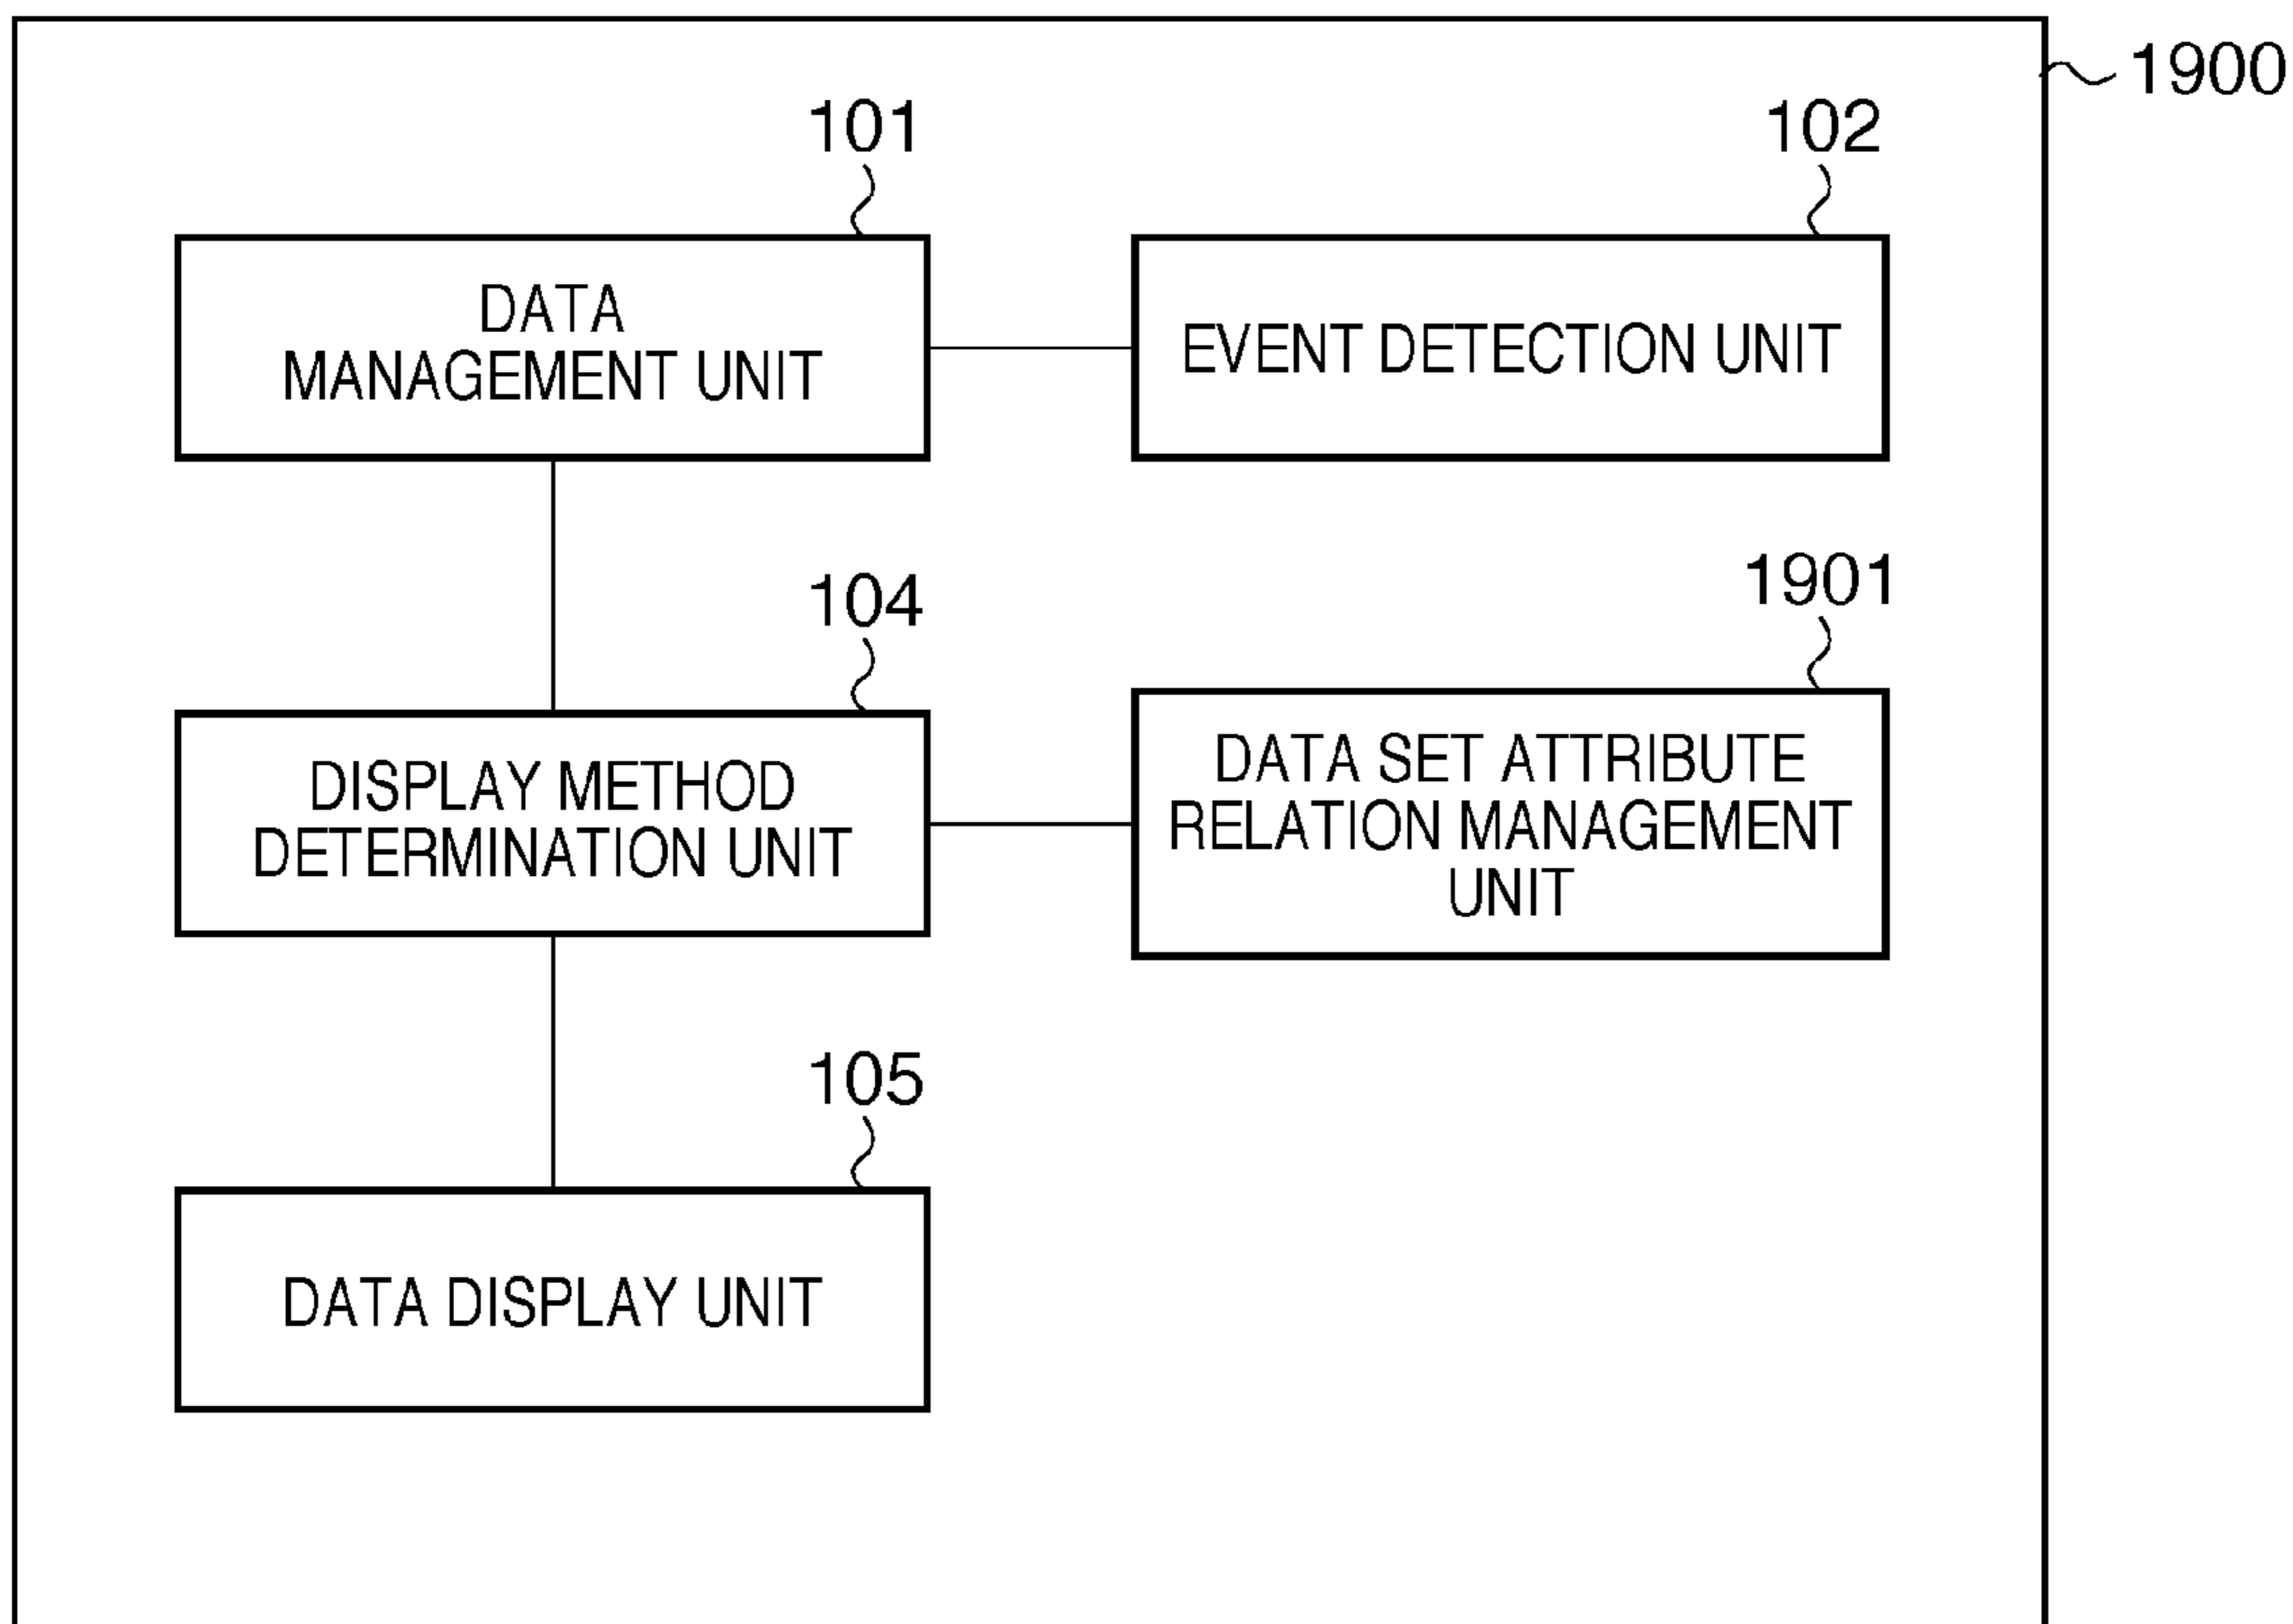 1900
101
DATA
MANAGEMENT UNIT
102
EVENT DETECTION UNIT
104
DISPLAY METHOD
DETERMINATION UNIT
1901
DATA SET ATTRIBUTE
RELATION MANAGEMENT
UNIT
105
DATA DISPLAY UNIT